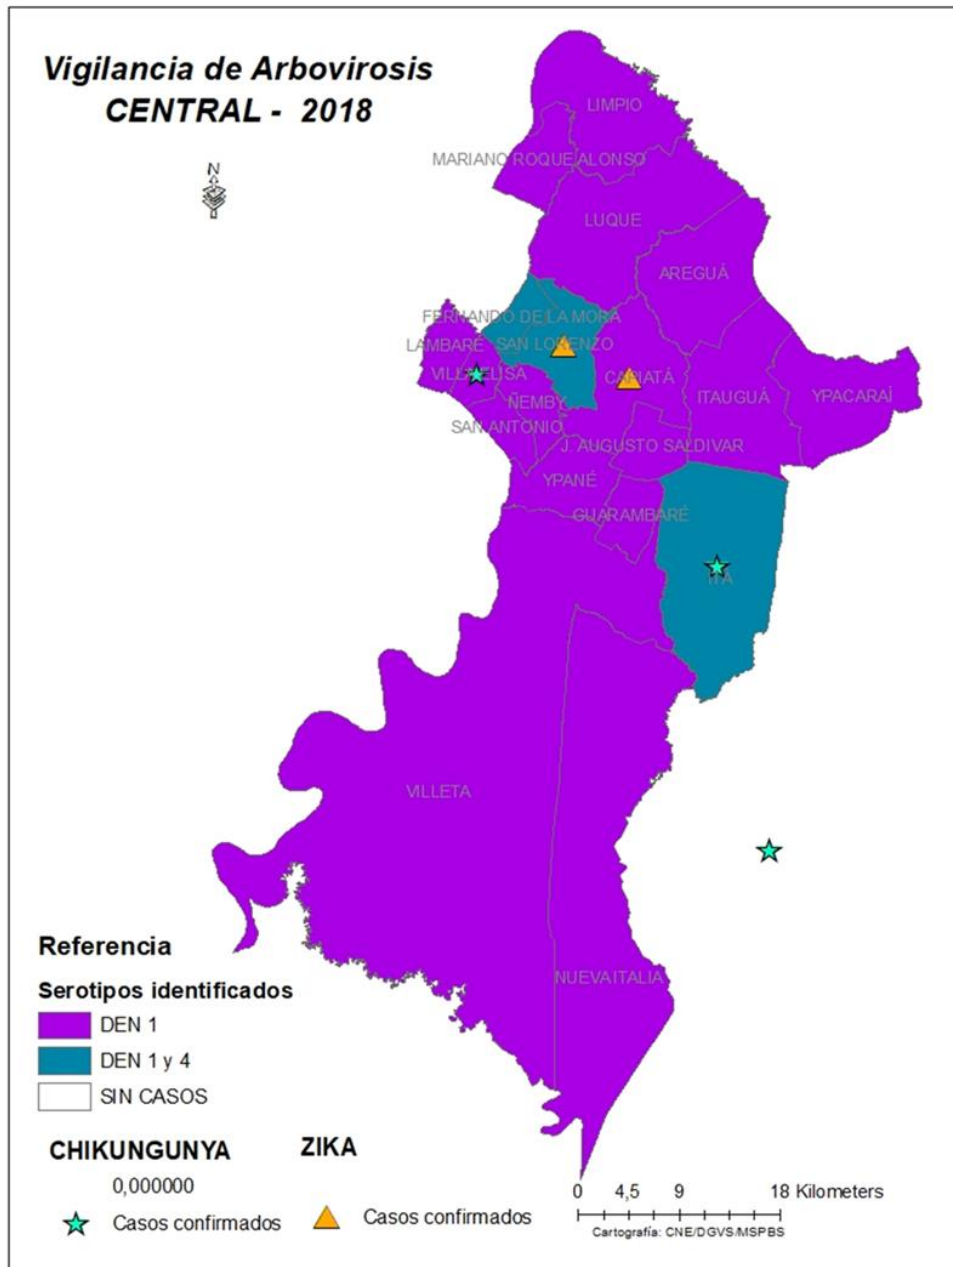 Vigilancia de Arbovirosis
CENTRAL - 2018
N
LIMPIO
MARIANO ROQUE ALONSO
LUQUE
AREGUÁ
FERNANDO DE LA MORA
LAMBARÉ
SAN LORENZO
VILLA ELISA
CAPIATÁ
ITAUGUÁ
YPACARAÍ
ÑEMBY
SAN ANTONIO
J. AUGUSTO SALDIVAR
YPANÉ
GUARAMBARÉ
ITA
VILLETA
NUEVA ITALIA
Referencia
Serotipos identificados
DEN 1
DEN 1 y 4
SIN CASOS
CHIKUNGUNYA
0,000000
Casos confirmados
ZIKA
Casos confirmados
0 4,5 9 18 Kilometers
Cartografía: CNE/DGVS/MSPBS